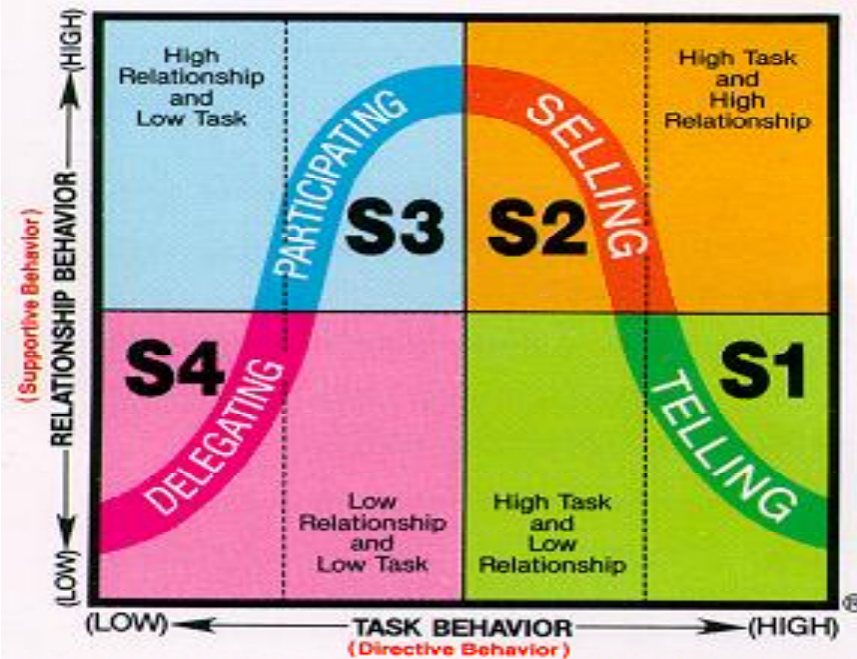 High
Relationship
and
Low Task
High Task
and
High
Relationship
PARTICIPATING
SELLING
S3
S2
S4
S1
DELEGATING
TELLING
Low
Relationship
and
Low Task
High Task
and
Low
Relationship
(HIGH)
RELATIONSHIP BEHAVIOR
(Supportive Behavior)
(LOW)
(LOW)
TASK BEHAVIOR
(HIGH)
(Directive Behavior)
®